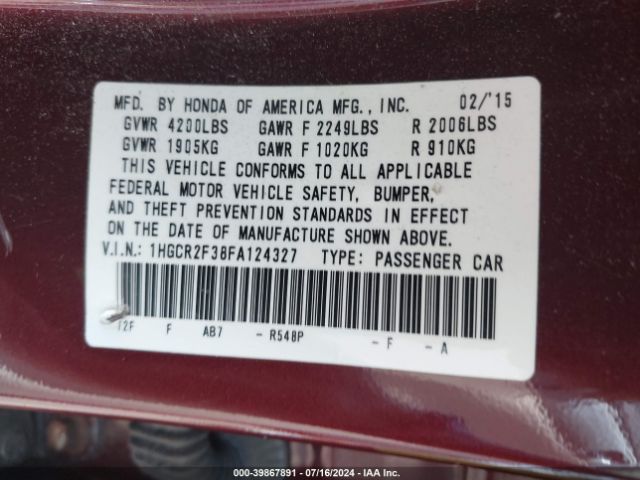 MFD. BY HONDA OF AMERICA MFG., INC. 02/'15
GVWR 4200LBS GAWR F 2249LBS R 2006LBS
GVWR 1905KG GAWR F 1020KG R 910KG
THIS VEHICLE CONFORMS TO ALL APPLICABLE
FEDERAL MOTOR VEHICLE SAFETY, BUMPER,
AND THEFT PREVENTION STANDARDS IN EFFECT
ON THE DATE OF MANUFACTURE SHOWN ABOVE.
V.I.N.: 1HGCR2F38FA124327 TYPE: PASSENGER CAR
12F F AB7 - R548P - F - A
000-39867891 - 07/16/2024 - IAA Inc.